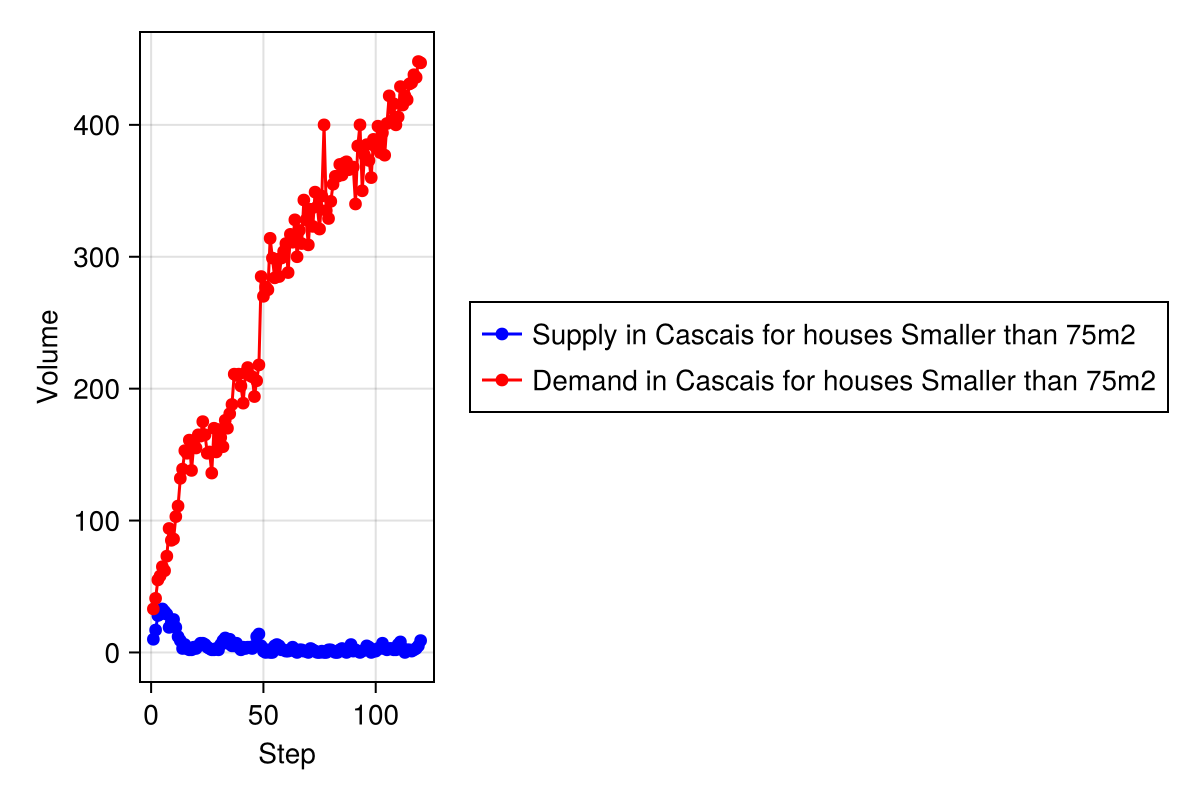 Volume
400
300
200
100
0
0 50 100
Step
Supply in Cascais for houses Smaller than 75m2
Demand in Cascais for houses Smaller than 75m2